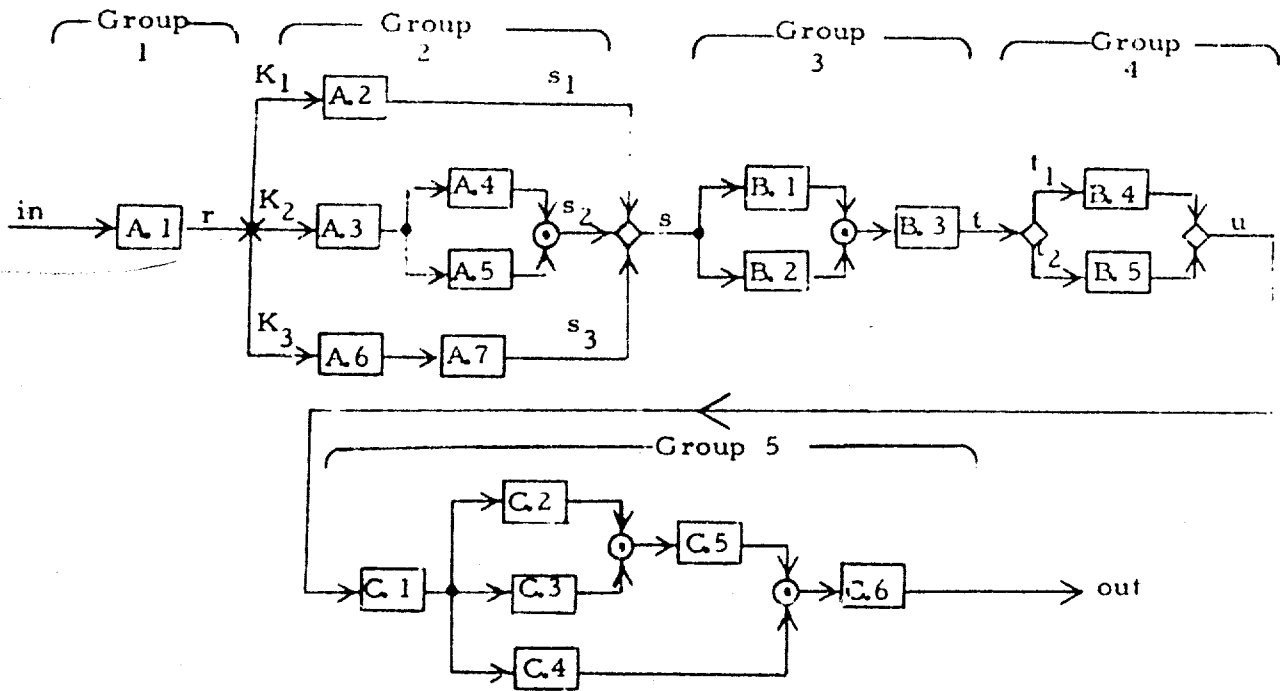 Group 1
Group 2
Group 3
Group 4
K1
A.2
s1
in
A.1
r
K2
A.3
A.4
A.5
s2
s
B.1
B.2
B.3
t
t1
B.4
t2
B.5
u
K3
A.6
A.7
s3
Group 5
C.1
C.2
C.3
C.4
C.5
C.6
out